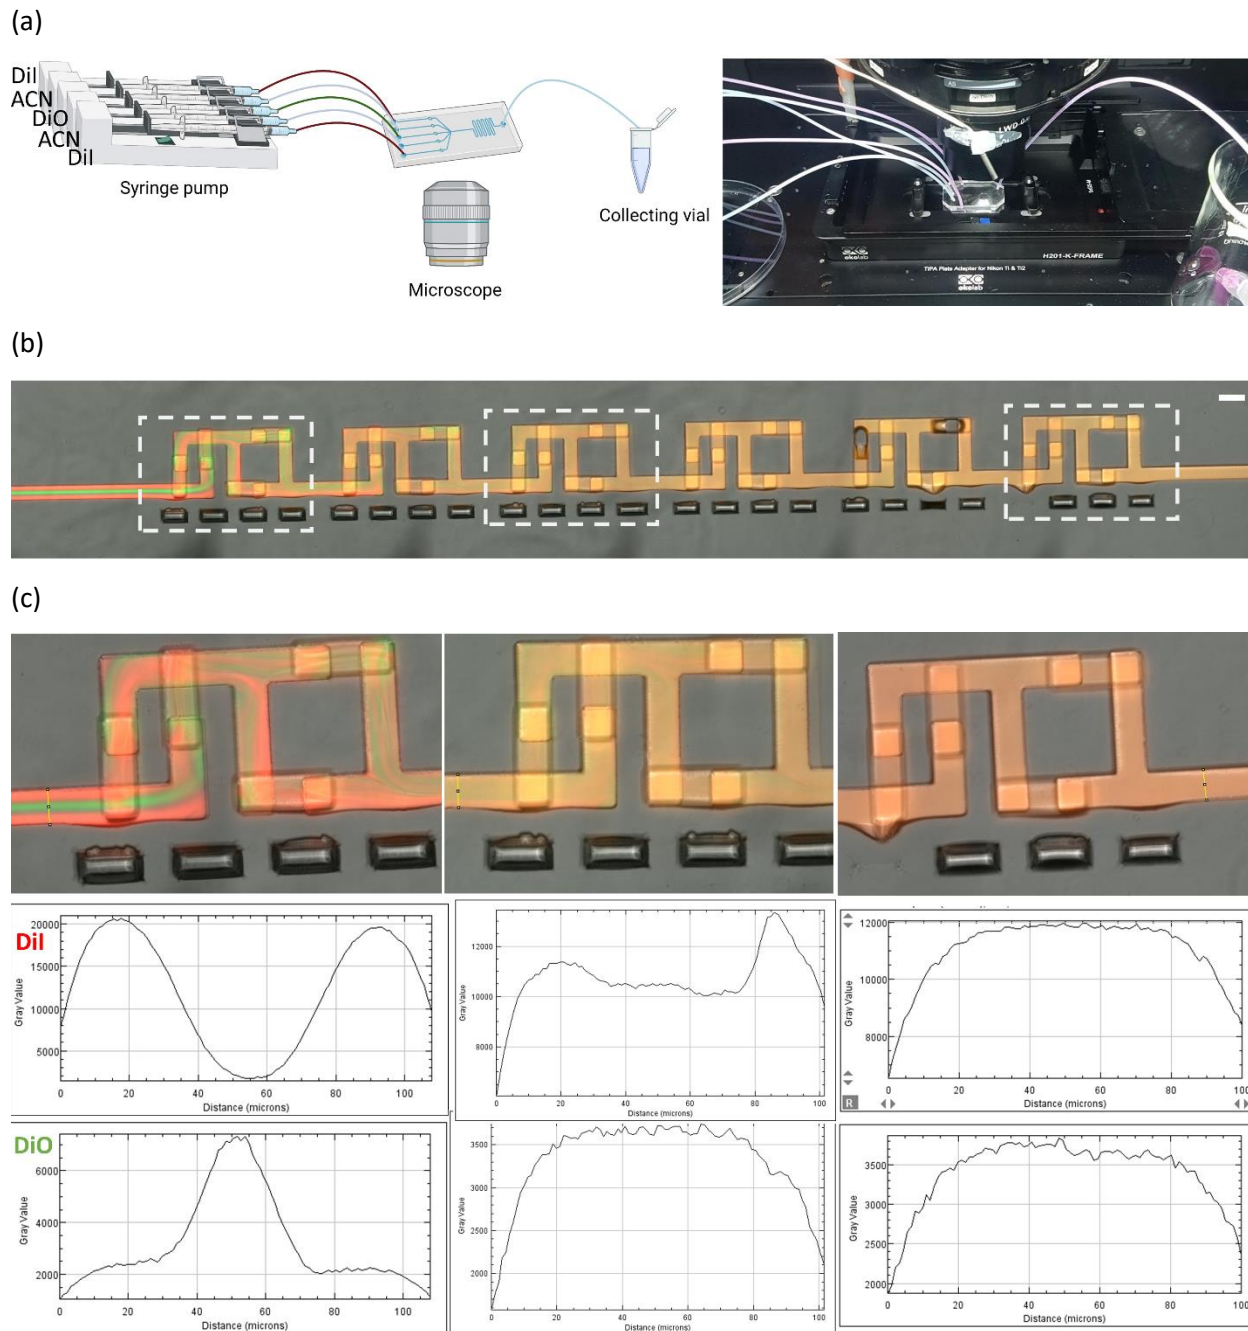 (a)
DiI
ACN
DiO
ACN
DiI
Syringe pump
Microscope
Collecting vial
LWD
H201-K-FRAME
okolab
TIPA Plate Adapter for Nikon Ti & Ti2
okolab
(b)
(c)
DiI
20000
15000
10000
5000
Gray Value
0 20 40 60 80 100
Distance (microns)
12000
10000
8000
Gray Value
0 20 40 60 80 100
Distance (microns)
12000
10000
8000
Gray Value
R
0 20 40 60 80 100
Distance (microns)
DiO
6000
4000
2000
Gray Value
0 20 40 60 80 100
Distance (microns)
3500
3000
2500
2000
Gray Value
0 20 40 60 80 100
Distance (microns)
3500
3000
2500
2000
Gray Value
0 20 40 60 80 100
Distance (microns)